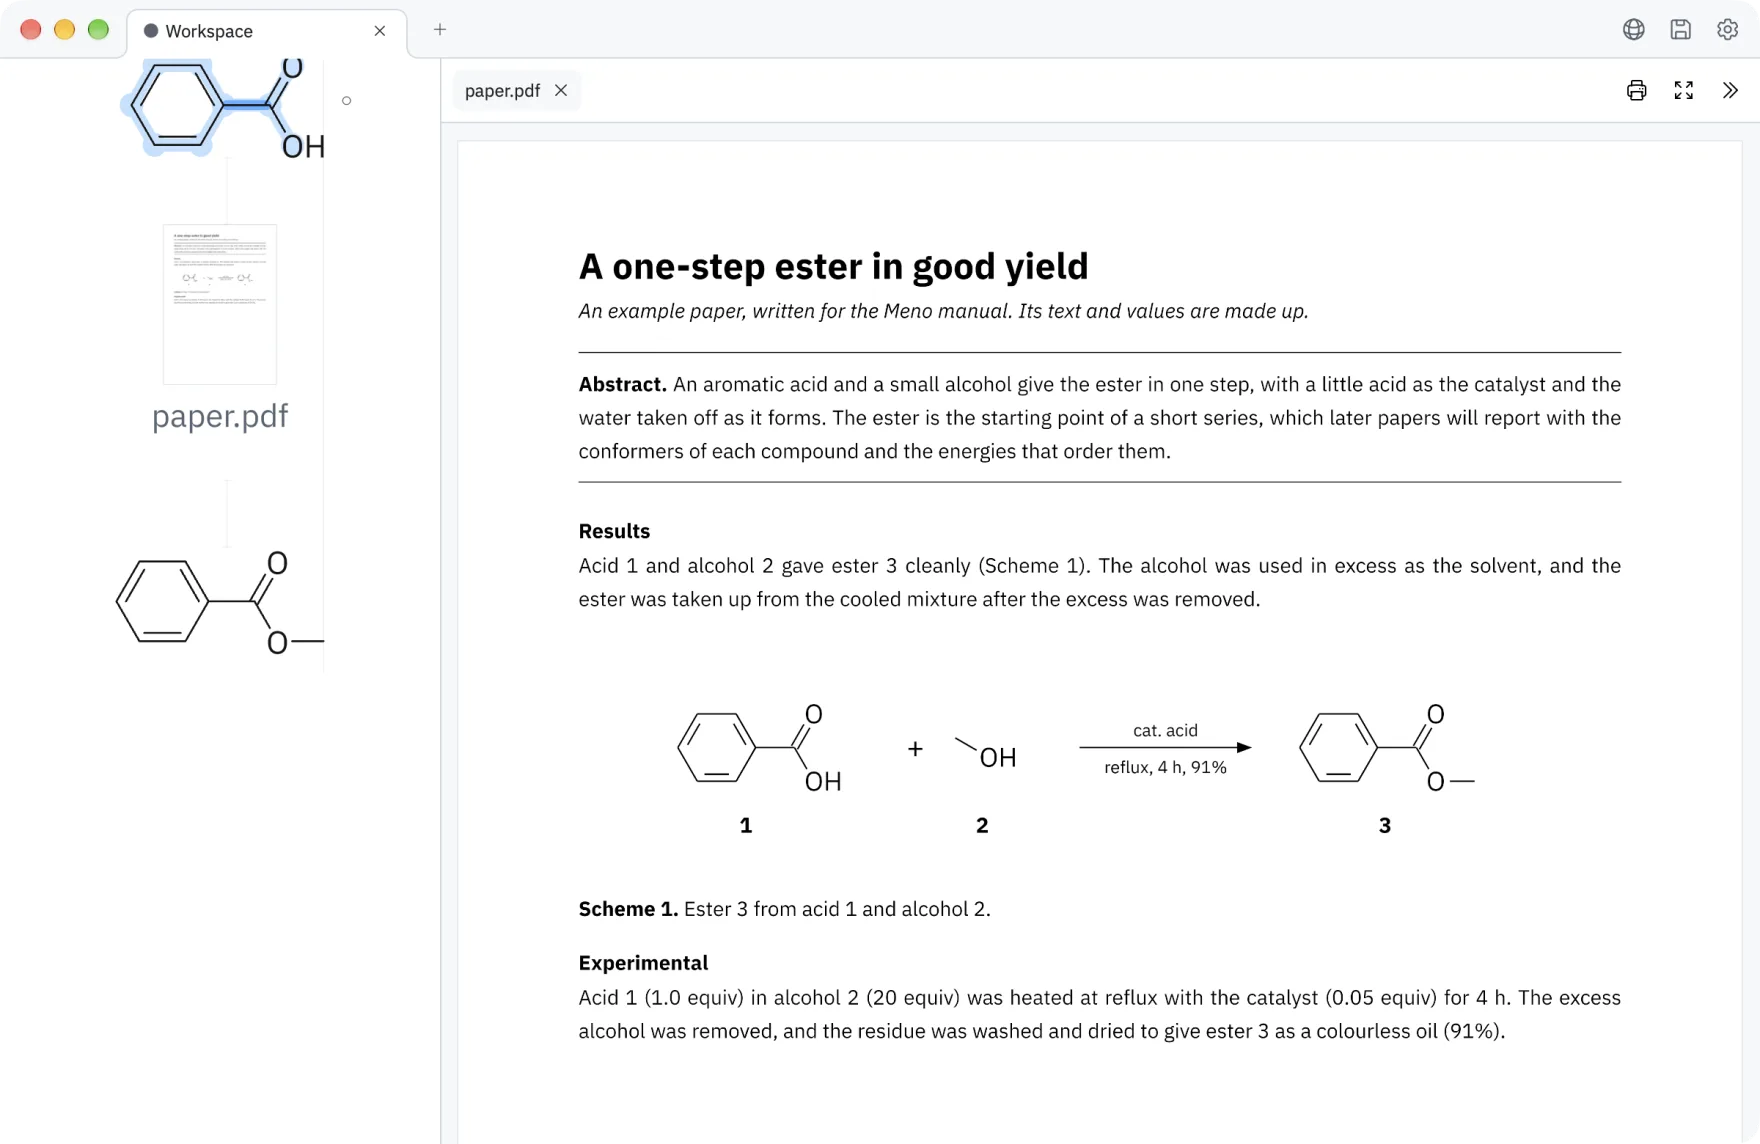 Workspace
O
OH
paper.pdf
O
O
paper.pdf
A one-step ester in good yield
An example paper, written for the Meno manual. Its text and values are made up.
Abstract. An aromatic acid and a small alcohol give the ester in one step, with a little acid as the catalyst and the
water taken off as it forms. The ester is the starting point of a short series, which later papers will report with the
conformers of each compound and the energies that order them.
Results
Acid 1 and alcohol 2 gave ester 3 cleanly (Scheme 1). The alcohol was used in excess as the solvent, and the
ester was taken up from the cooled mixture after the excess was removed.
O
OH
+
OH
cat. acid
reflux, 4 h, 91%
O
O
1
2
3
Scheme 1. Ester 3 from acid 1 and alcohol 2.
Experimental
Acid 1 (1.0 equiv) in alcohol 2 (20 equiv) was heated at reflux with the catalyst (0.05 equiv) for 4 h. The excess
alcohol was removed, and the residue was washed and dried to give ester 3 as a colourless oil (91%).